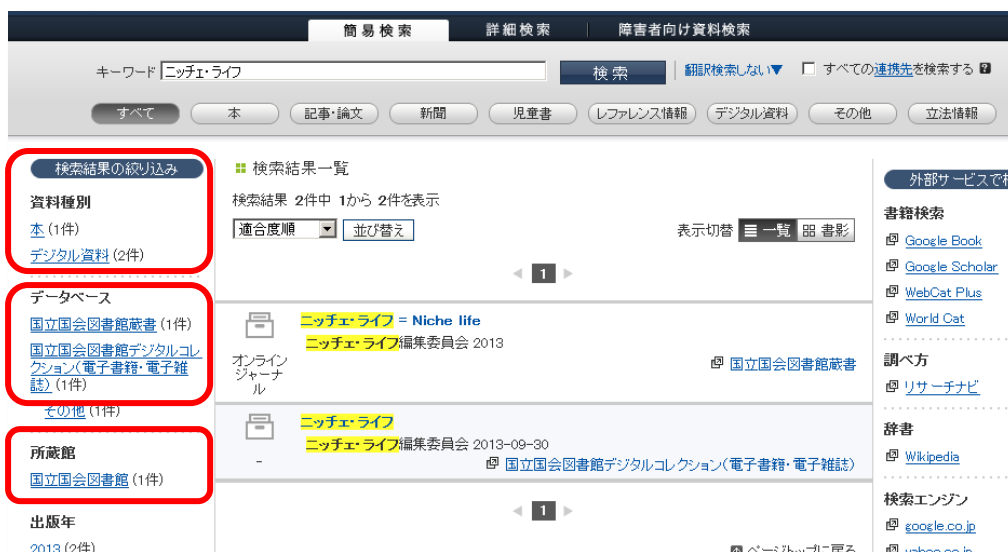 簡易検索 詳細検索 障害者向け資料検索
キーワード ニッチェ・ライフ 検索 翻訳検索しない▼ すべての連携先を検索する ?
すべて 本 記事・論文 新聞 児童書 レファレンス情報 デジタル資料 その他 立法情報
検索結果の絞り込み
資料種別
本 (1件)
デジタル資料 (2件)
データベース
国立国会図書館蔵書 (1件)
国立国会図書館デジタルコレ
クション(電子書籍・電子雑
誌) (1件)
その他 (1件)
所蔵館
国立国会図書館 (1件)
出版年
2013 (2件)
検索結果一覧
検索結果 2件中 1から 2件を表示
適合度順 並び替え 表示切替 一覧 書影
1
ニッチェ・ライフ = Niche life
ニッチェ・ライフ編集委員会 2013
オンライン
ジャーナ
ル
国立国会図書館蔵書
ニッチェ・ライフ
ニッチェ・ライフ編集委員会 2013-09-30
-
国立国会図書館デジタルコレクション(電子書籍・電子雑誌)
1
ページトップに戻る
外部サービスで
書籍検索
Google Book
Google Scholar
WebCat Plus
World Cat
調べ方
リサーチナビ
辞書
Wikipedia
検索エンジン
google.co.jp
yahoo.co.jp